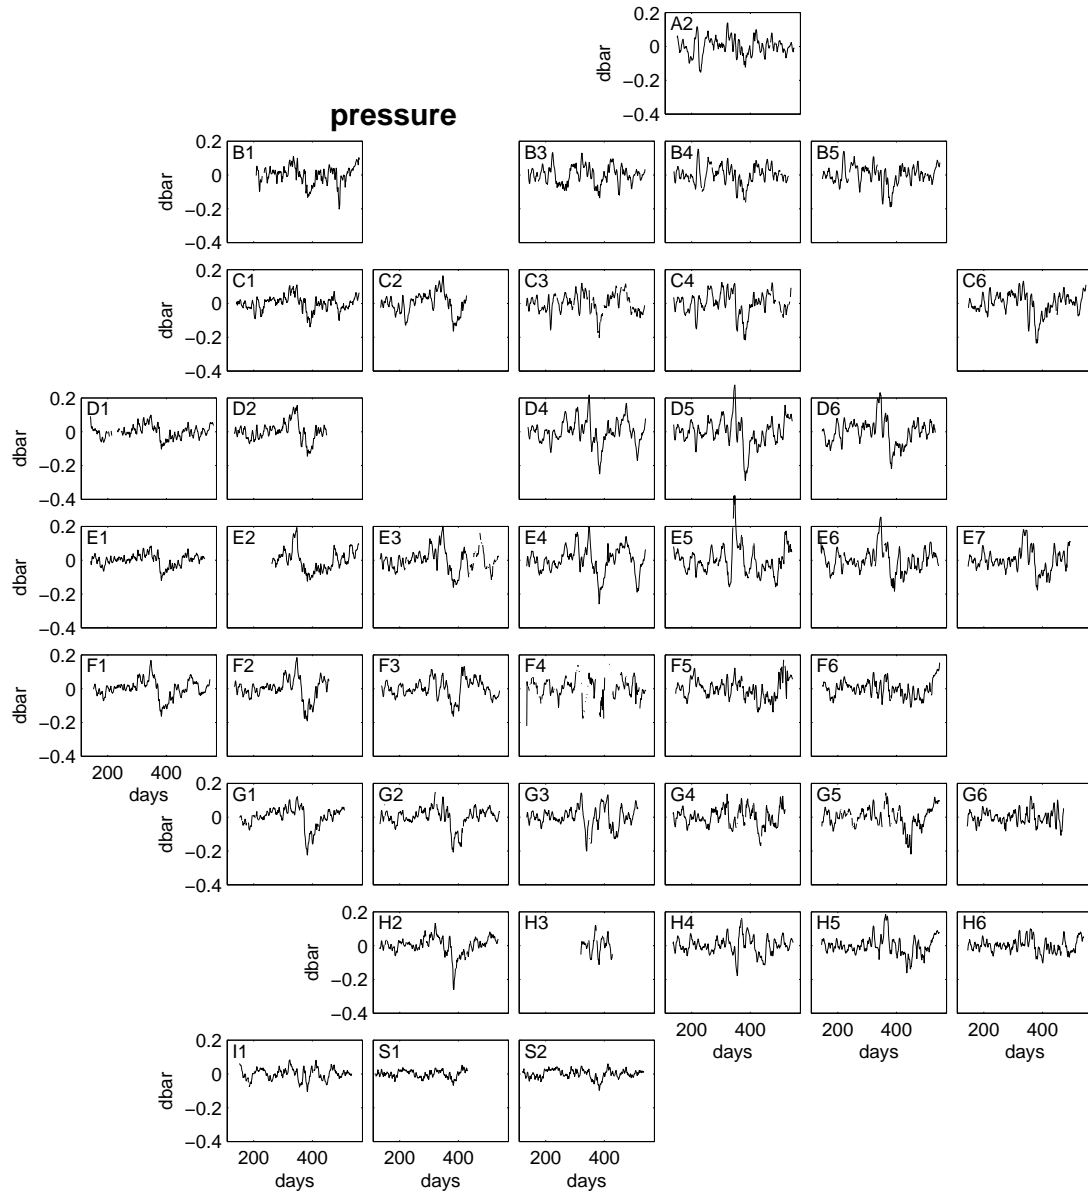 0.2
A2
0
dbar
−0.2
−0.4
pressure
0.2
B1
B3
B4
B5
0
dbar
−0.2
−0.4
0.2
C1
C2
C3
C4
C6
0
dbar
−0.2
−0.4
0.2
D1
D2
D4
D5
D6
0
dbar
−0.2
−0.4
0.2
E1
E2
E3
E4
E5
E6
E7
0
dbar
−0.2
−0.4
0.2
F1
F2
F3
F4
F5
F6
0
dbar
−0.2
−0.4
200 400
days
0.2
G1
G2
G3
G4
G5
G6
0
dbar
−0.2
−0.4
0.2
H2
H3
H4
H5
H6
0
dbar
−0.2
−0.4
200 400 200 400 200 400
days days days
0.2
I1
S1
S2
0
dbar
−0.2
−0.4
200 400 200 400 200 400
days days days